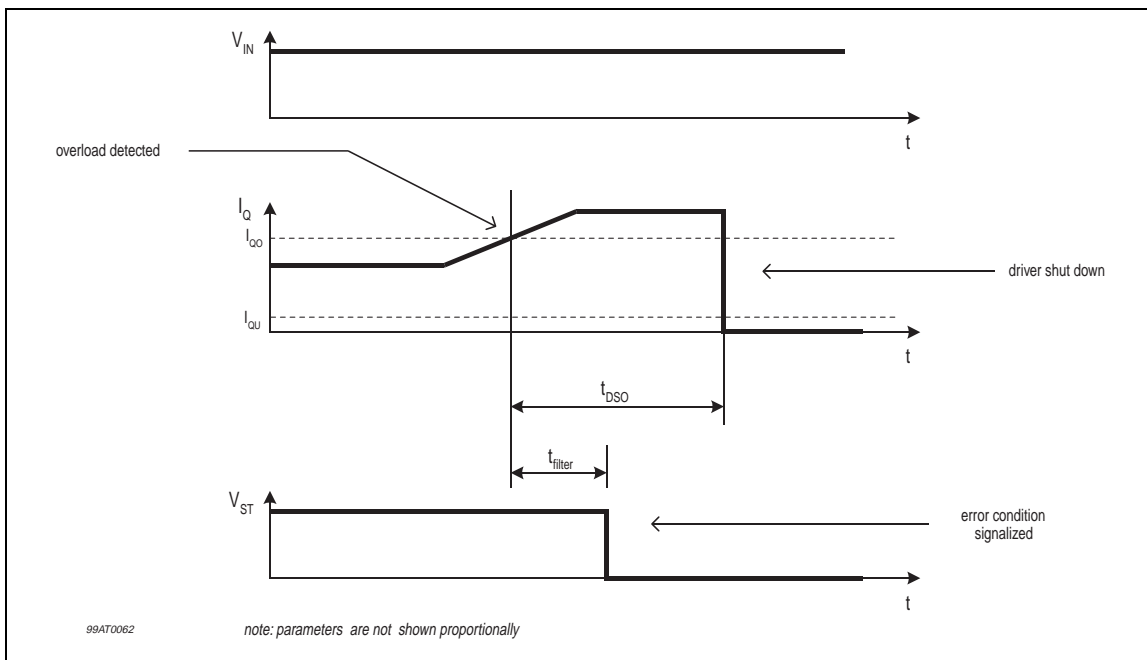 V_IN
t
overload detected
I_Q
I_QO
driver shut down
I_QU
t
t_DSO
t_filter
V_ST
error condition
signalized
t
99AT0062
note: parameters are not shown proportionally